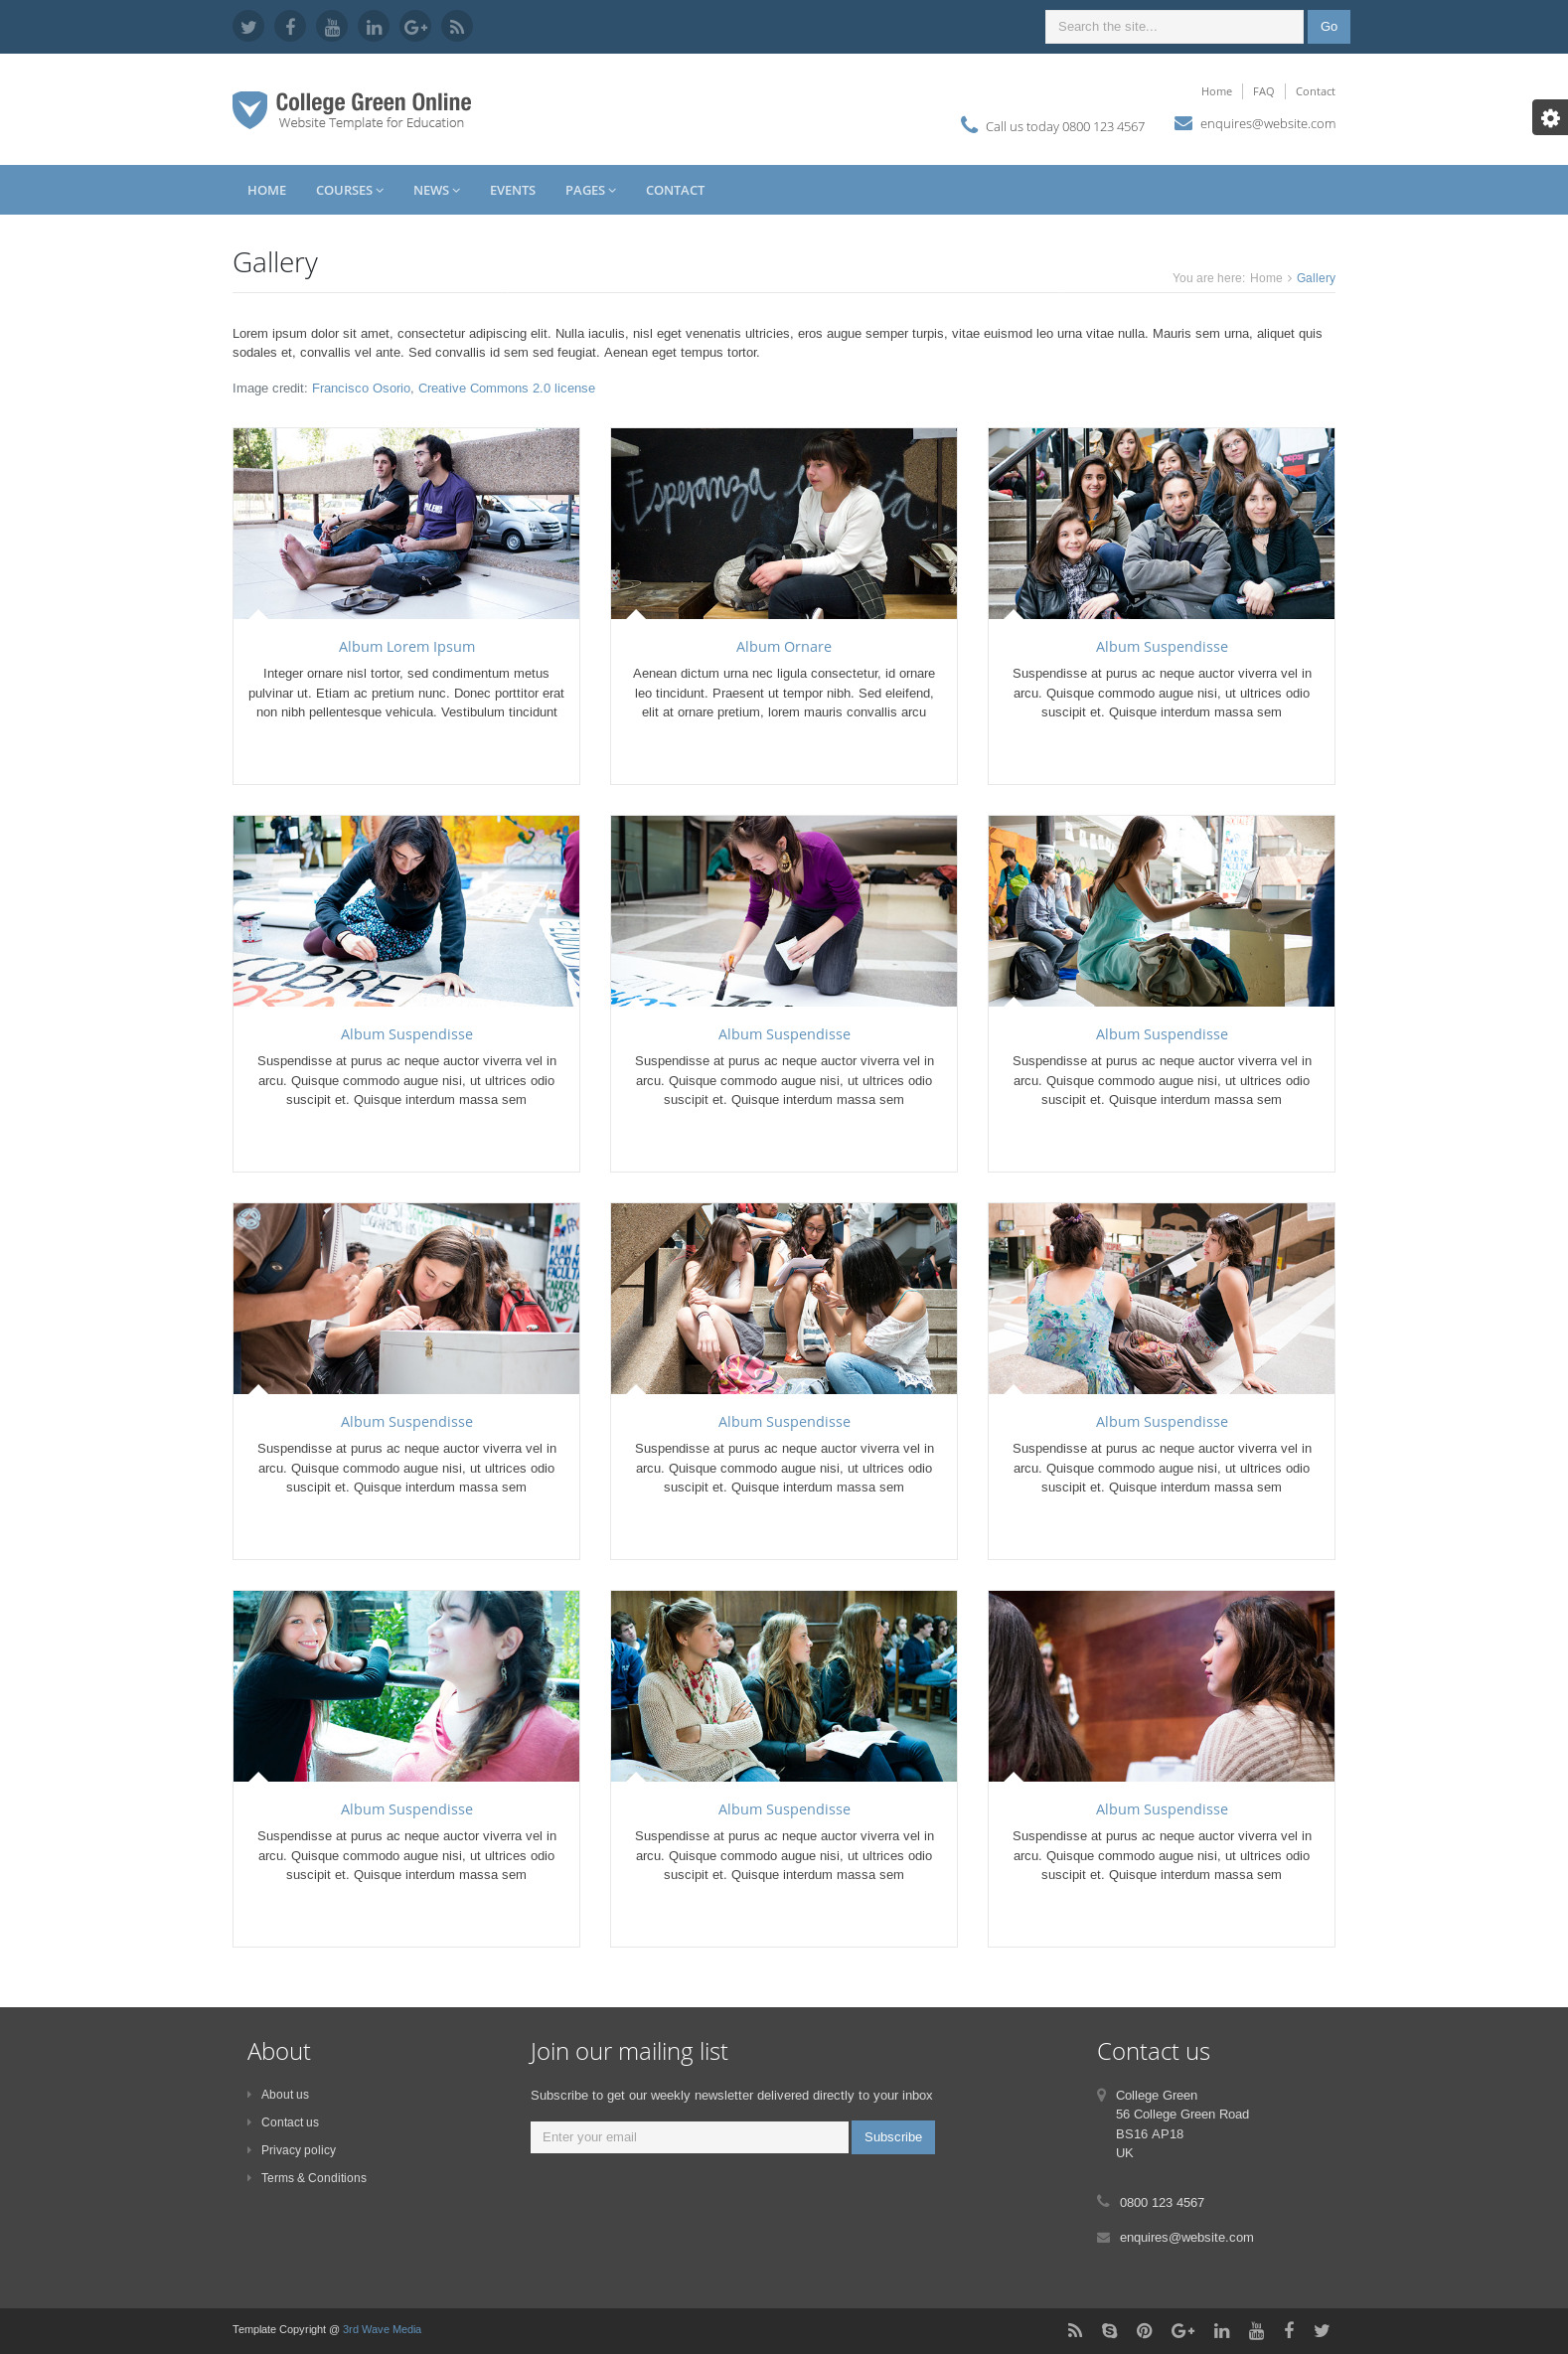 Search the site...
Go
College Green Online
Website Template for Education
Home
FAQ
Contact
Call us today 0800 123 4567
enquires@website.com
HOME
COURSES
NEWS
EVENTS
PAGES
CONTACT
Gallery
You are here: Home > Gallery
Lorem ipsum dolor sit amet, consectetur adipiscing elit. Nulla iaculis, nisl eget venenatis ultricies, eros augue semper turpis, vitae euismod leo urna vitae nulla. Mauris sem urna, aliquet quis
sodales et, convallis vel ante. Sed convallis id sem sed feugiat. Aenean eget tempus tortor.
Image credit: Francisco Osorio, Creative Commons 2.0 license
Esperanza
Album Lorem Ipsum
Integer ornare nisl tortor, sed condimentum metus
pulvinar ut. Etiam ac pretium nunc. Donec porttitor erat
non nibh pellentesque vehicula. Vestibulum tincidunt
Album Ornare
Aenean dictum urna nec ligula consectetur, id ornare
leo tincidunt. Praesent ut tempor nibh. Sed eleifend,
elit at ornare pretium, lorem mauris convallis arcu
Album Suspendisse
Suspendisse at purus ac neque auctor viverra vel in
arcu. Quisque commodo augue nisi, ut ultrices odio
suscipit et. Quisque interdum massa sem
COBRE
PLAN DE
Album Suspendisse
Suspendisse at purus ac neque auctor viverra vel in
arcu. Quisque commodo augue nisi, ut ultrices odio
suscipit et. Quisque interdum massa sem
Album Suspendisse
Suspendisse at purus ac neque auctor viverra vel in
arcu. Quisque commodo augue nisi, ut ultrices odio
suscipit et. Quisque interdum massa sem
Album Suspendisse
Suspendisse at purus ac neque auctor viverra vel in
arcu. Quisque commodo augue nisi, ut ultrices odio
suscipit et. Quisque interdum massa sem
PLAN DE
ACCION
FACULTA
Album Suspendisse
Suspendisse at purus ac neque auctor viverra vel in
arcu. Quisque commodo augue nisi, ut ultrices odio
suscipit et. Quisque interdum massa sem
Album Suspendisse
Suspendisse at purus ac neque auctor viverra vel in
arcu. Quisque commodo augue nisi, ut ultrices odio
suscipit et. Quisque interdum massa sem
Album Suspendisse
Suspendisse at purus ac neque auctor viverra vel in
arcu. Quisque commodo augue nisi, ut ultrices odio
suscipit et. Quisque interdum massa sem
Album Suspendisse
Suspendisse at purus ac neque auctor viverra vel in
arcu. Quisque commodo augue nisi, ut ultrices odio
suscipit et. Quisque interdum massa sem
Album Suspendisse
Suspendisse at purus ac neque auctor viverra vel in
arcu. Quisque commodo augue nisi, ut ultrices odio
suscipit et. Quisque interdum massa sem
Album Suspendisse
Suspendisse at purus ac neque auctor viverra vel in
arcu. Quisque commodo augue nisi, ut ultrices odio
suscipit et. Quisque interdum massa sem
About
About us
Contact us
Privacy policy
Terms & Conditions
Join our mailing list
Subscribe to get our weekly newsletter delivered directly to your inbox
Enter your email
Subscribe
Contact us
College Green
56 College Green Road
BS16 AP18
UK
0800 123 4567
enquires@website.com
Template Copyright @ 3rd Wave Media